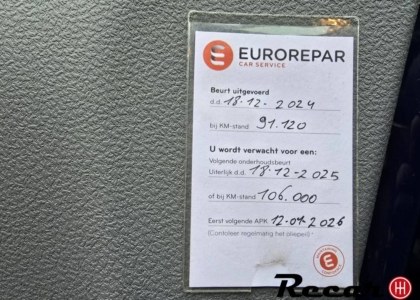 EUROREPAR
CAR SERVICE
Beurt uitgevoerd
d.d. 18-12-2024
bij KM-stand 91.120
U wordt verwacht voor een:
Volgende onderhoudsbeurt
Uiterlijk d.d. 18-12-2025
of bij KM-stand 106.000
Eerst volgende APK 12-01-2026
(Controleer regelmatig het oliepeil)